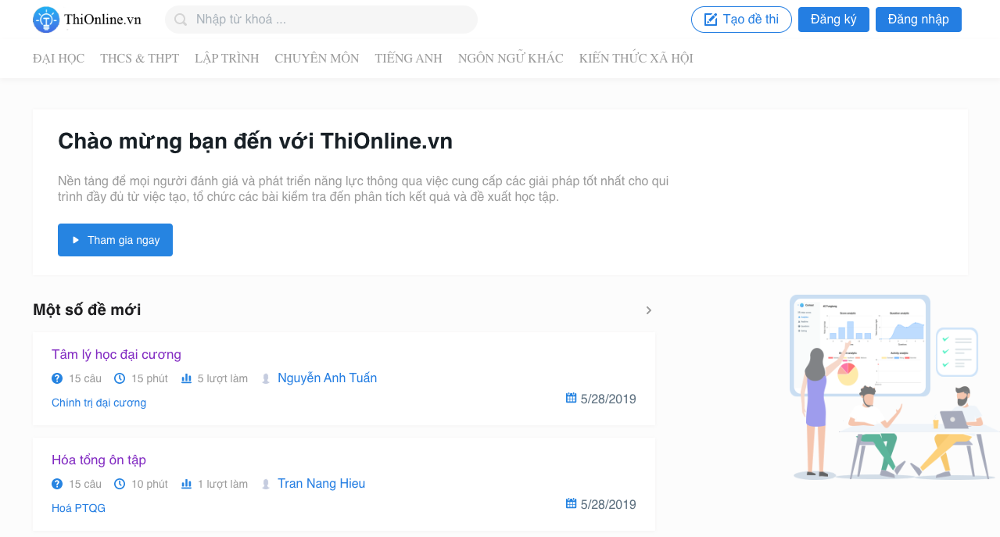 ThiOnline.vn
Nhập từ khoá ...
Tạo đề thi
Đăng ký
Đăng nhập
ĐẠI HỌC
THCS & THPT
LẬP TRÌNH
CHUYÊN MÔN
TIẾNG ANH
NGÔN NGỮ KHÁC
KIẾN THỨC XÃ HỘI
Chào mừng bạn đến với ThiOnline.vn
Nền tảng để mọi người đánh giá và phát triển năng lực thông qua việc cung cấp các giải pháp tốt nhất cho qui
trình đầy đủ từ việc tạo, tổ chức các bài kiểm tra đến phân tích kết quả và đề xuất học tập.
Tham gia ngay
Một số đề mới
Tâm lý học đại cương
15 câu 15 phút 5 lượt làm Nguyễn Anh Tuấn
Chính trị đại cương
5/28/2019
Hóa tổng ôn tập
15 câu 10 phút 1 lượt làm Tran Nang Hieu
Hoá PTQG
5/28/2019